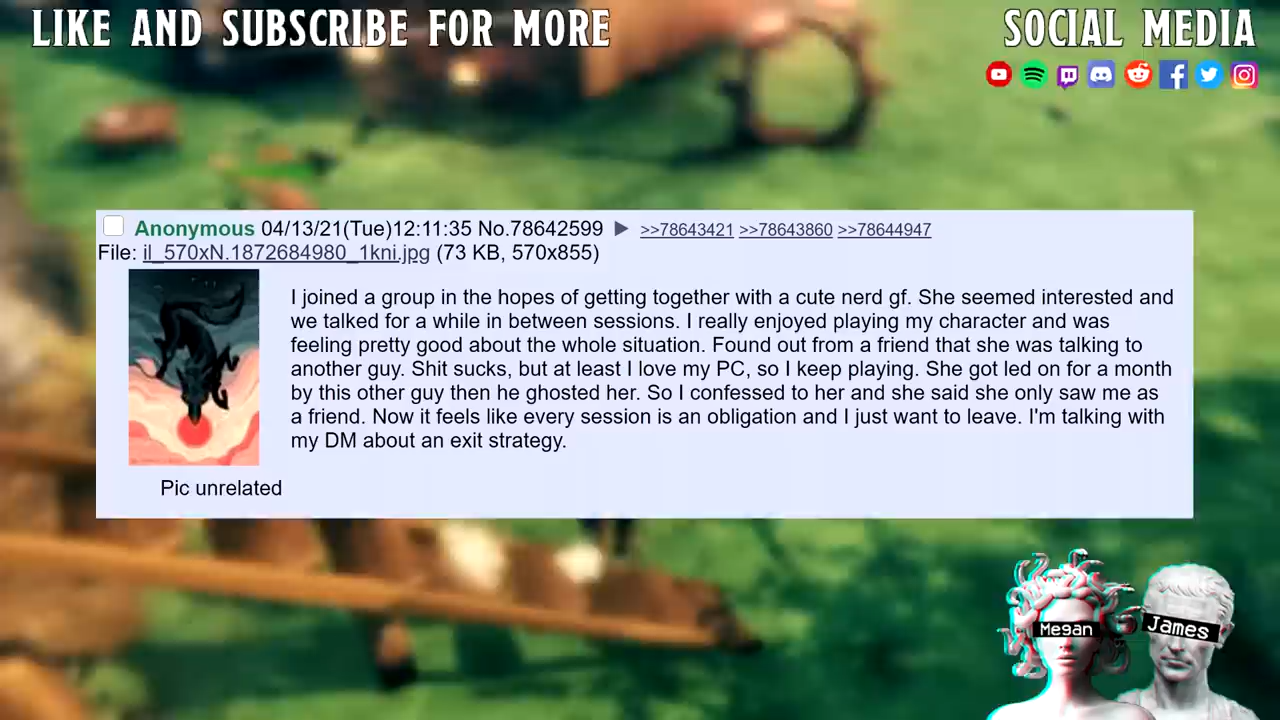 LIKE AND SUBSCRIBE FOR MORE
SOCIAL MEDIA
Anonymous 04/13/21(Tue)12:11:35 No.78642599 ▶ >>78643421 >>78643860 >>78644947
File: il_570xN.1872684980_1kni.jpg (73 KB, 570x855)
I joined a group in the hopes of getting together with a cute nerd gf. She seemed interested and
we talked for a while in between sessions. I really enjoyed playing my character and was
feeling pretty good about the whole situation. Found out from a friend that she was talking to
another guy. Shit sucks, but at least I love my PC, so I keep playing. She got led on for a month
by this other guy then he ghosted her. So I confessed to her and she said she only saw me as
a friend. Now it feels like every session is an obligation and I just want to leave. I'm talking with
my DM about an exit strategy.
Pic unrelated
Megan
James